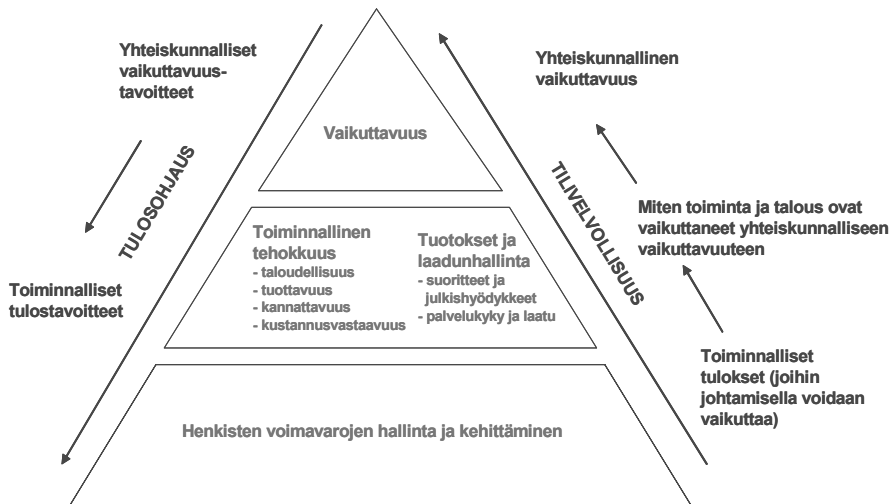 Yhteiskunnalliset
vaikuttavuus-
tavoitteet
TULOSOHJAUS
Toiminnalliset
tulostavoitteet
Vaikuttavuus
Toiminnallinen
tehokkuus
- taloudellisuus
- tuottavuus
- kannattavuus
- kustannusvastaavuus
Tuotokset ja
laadunhallinta
- suoritteet ja
julkishyödykkeet
- palvelukyky ja laatu
Henkisten voimavarojen hallinta ja kehittäminen
TILIVELVOLLISUUS
Yhteiskunnallinen
vaikuttavuus
Miten toiminta ja talous ovat
vaikuttaneet yhteiskunnalliseen
vaikuttavuuteen
Toiminnalliset
tulokset (joihin
johtamisella voidaan
vaikuttaa)